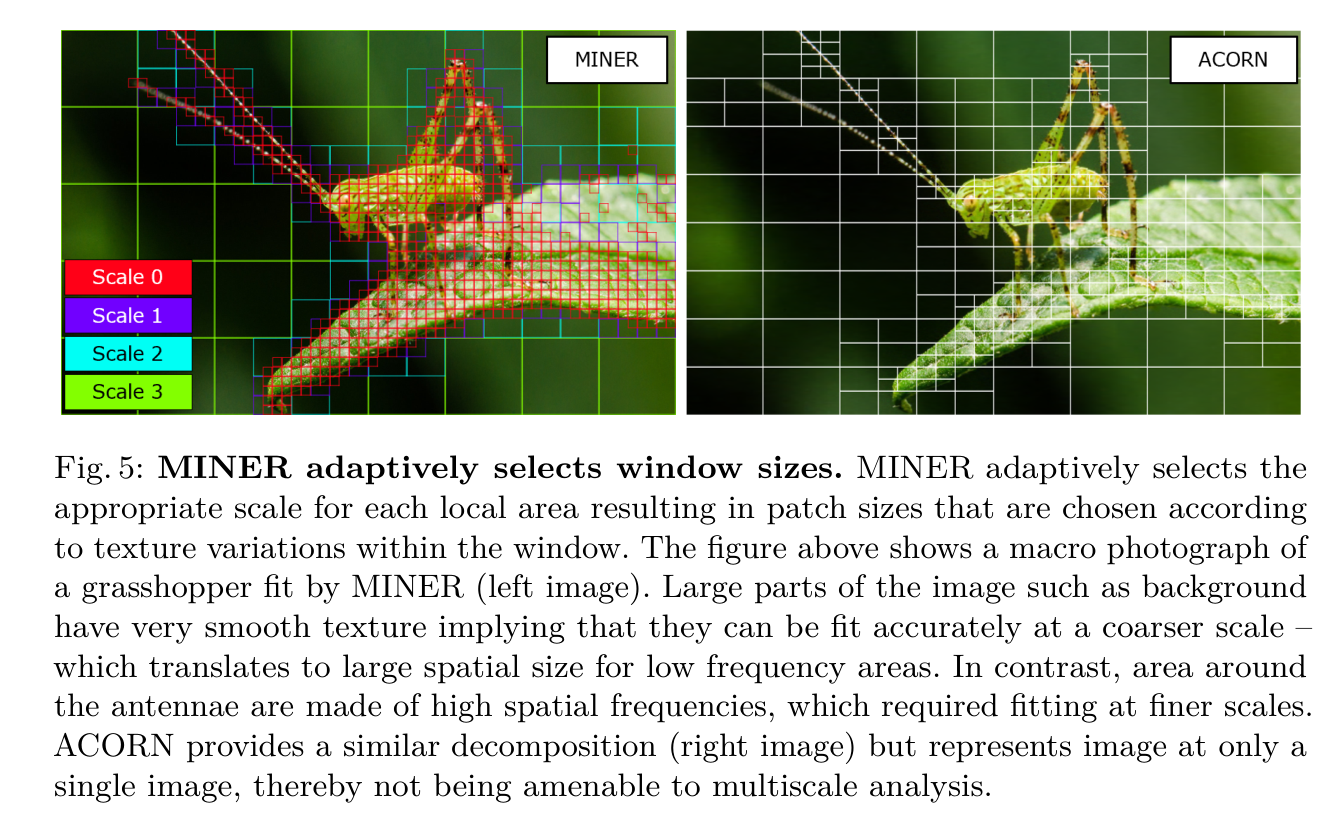 MINER
ACORN
Scale 0
Scale 1
Scale 2
Scale 3
Fig. 5: MINER adaptively selects window sizes. MINER adaptively selects the
appropriate scale for each local area resulting in patch sizes that are chosen according
to texture variations within the window. The figure above shows a macro photograph of
a grasshopper fit by MINER (left image). Large parts of the image such as background
have very smooth texture implying that they can be fit accurately at a coarser scale –
which translates to large spatial size for low frequency areas. In contrast, area around
the antennae are made of high spatial frequencies, which required fitting at finer scales.
ACORN provides a similar decomposition (right image) but represents image at only a
single image, thereby not being amenable to multiscale analysis.